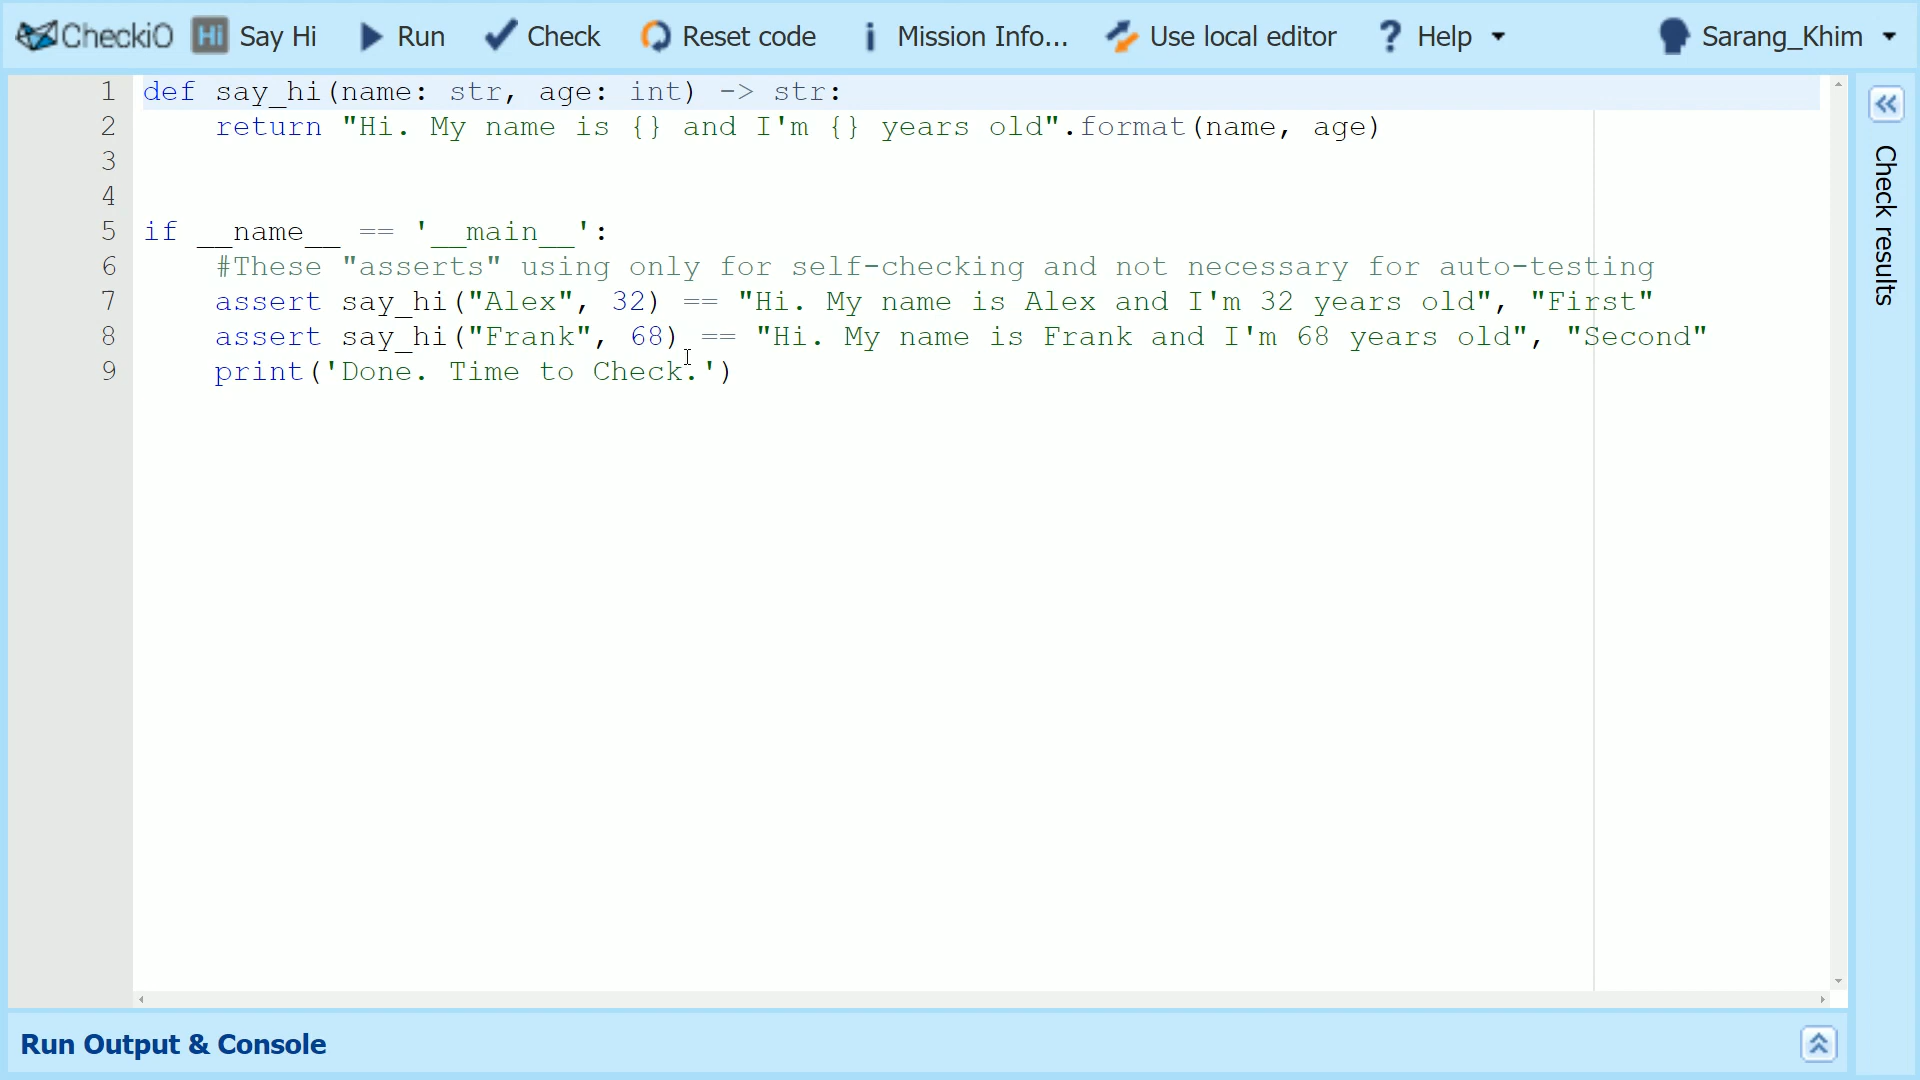 CheckiO Hi Say Hi Run Check Reset code Mission Info... Use local editor ? Help Sarang_Khim
1 def say_hi(name: str, age: int) -> str:
2     return "Hi. My name is {} and I'm {} years old".format(name, age)
3
4
5 if __name__ == '__main__':
6     #These "asserts" using only for self-checking and not necessary for auto-testing
7     assert say_hi("Alex", 32) == "Hi. My name is Alex and I'm 32 years old", "First"
8     assert say_hi("Frank", 68) == "Hi. My name is Frank and I'm 68 years old", "Second"
9     print('Done. Time to Check.')
Check results
Run Output & Console